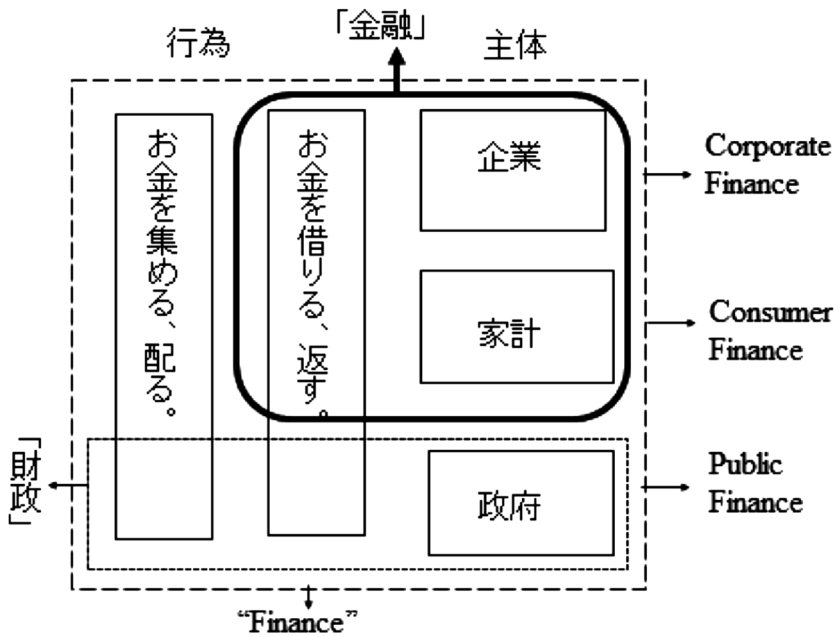 「金融」
行為
主体
お金を集める、配る。
お金を借りる、返す。
企業
Corporate
Finance
家計
Consumer
Finance
「財政」
政府
Public
Finance
“Finance”